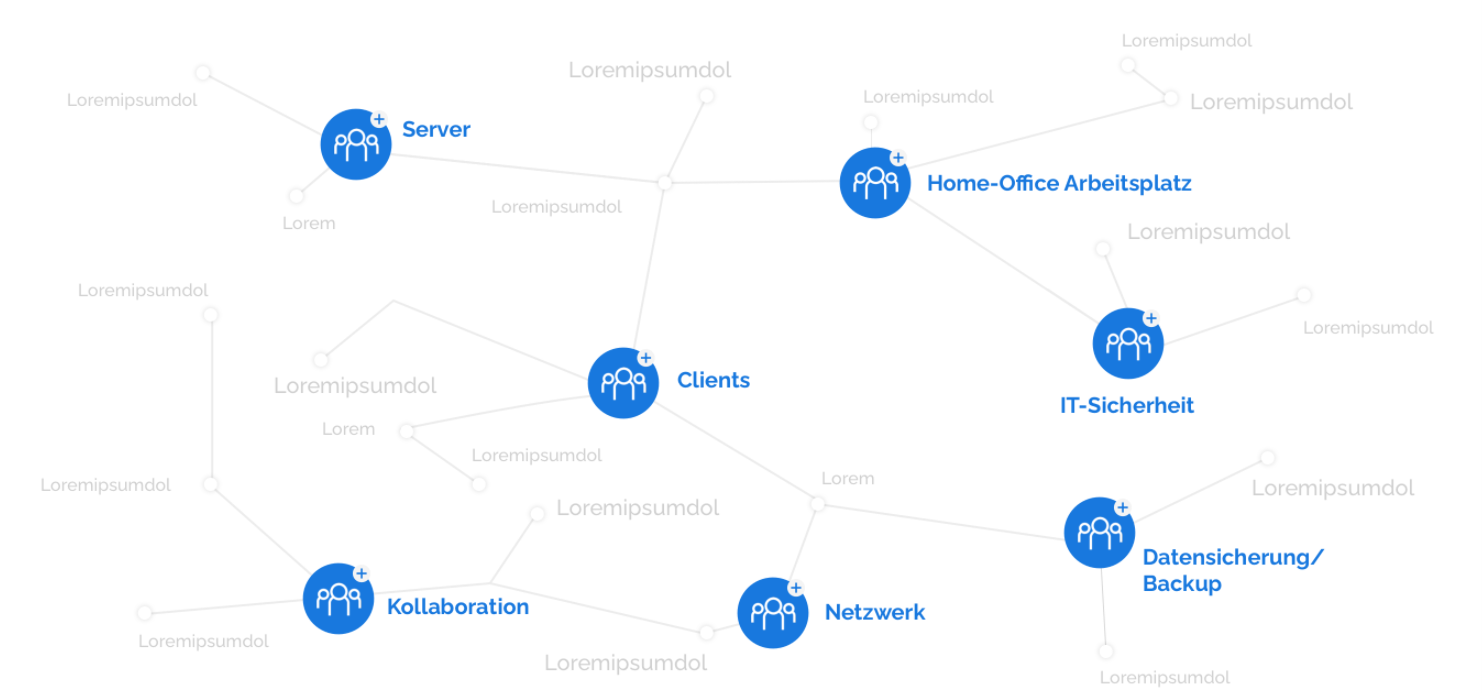 Loremipsumdol
Loremipsumdol
Loremipsumdol
Loremipsumdol
Loremipsumdol
Server
Home-Office Arbeitsplatz
Loremipsumdol
Lorem
Loremipsumdol
Loremipsumdol
Loremipsumdol
Clients
Loremipsumdol
IT-Sicherheit
Lorem
Loremipsumdol
Loremipsumdol
Lorem
Loremipsumdol
Loremipsumdol
Datensicherung/
Backup
Kollaboration
Netzwerk
Loremipsumdol
Loremipsumdol
Loremipsumdol